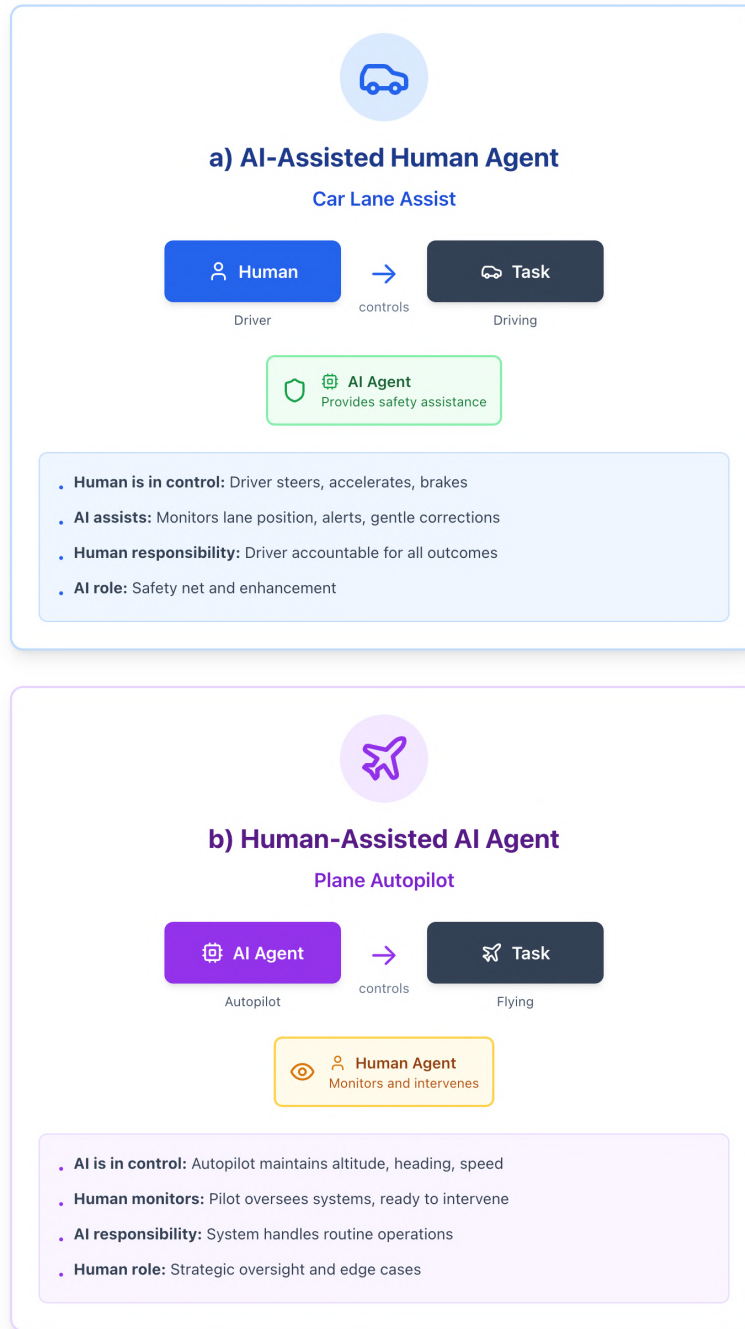 a) AI-Assisted Human Agent
Car Lane Assist
Human
Task
controls
Driver
Driving
AI Agent
Provides safety assistance
• Human is in control: Driver steers, accelerates, brakes
• AI assists: Monitors lane position, alerts, gentle corrections
• Human responsibility: Driver accountable for all outcomes
• AI role: Safety net and enhancement
b) Human-Assisted AI Agent
Plane Autopilot
AI Agent
Task
controls
Autopilot
Flying
Human Agent
Monitors and intervenes
• AI is in control: Autopilot maintains altitude, heading, speed
• Human monitors: Pilot oversees systems, ready to intervene
• AI responsibility: System handles routine operations
• Human role: Strategic oversight and edge cases